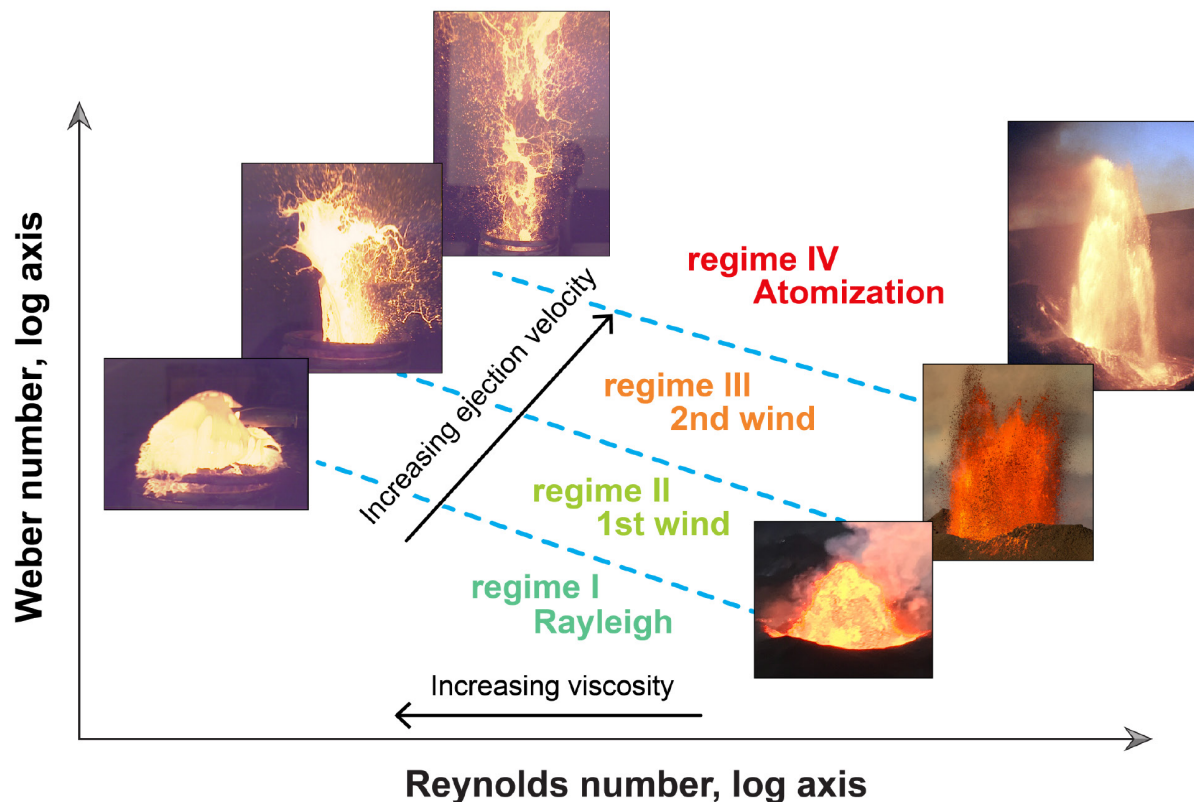 Weber number, log axis
regime IV
Atomization
Increasing ejection velocity
regime III
2nd wind
regime II
1st wind
regime I
Rayleigh
Increasing viscosity
Reynolds number, log axis